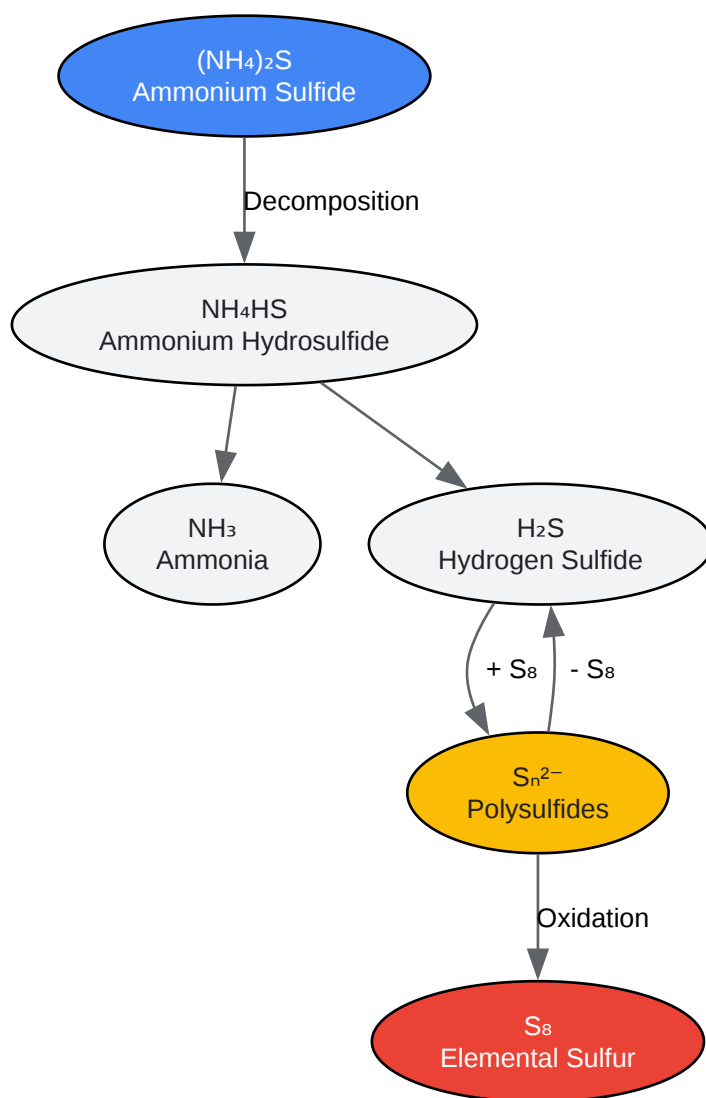 (NH₄)₂S
Ammonium Sulfide
Decomposition
NH₄HS
Ammonium Hydrosulfide
NH₃
Ammonia
H₂S
Hydrogen Sulfide
+ S₈
- S₈
Sₙ²⁻
Polysulfides
Oxidation
S₈
Elemental Sulfur